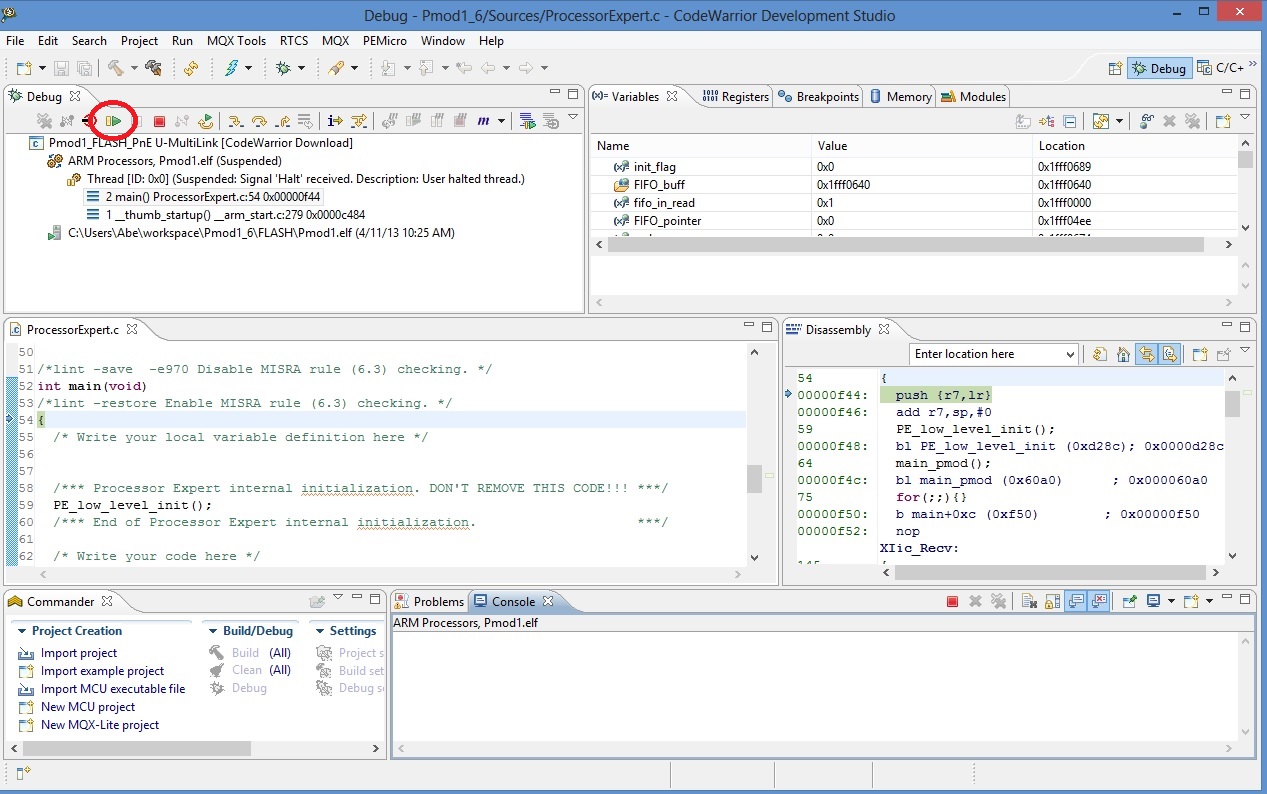 Debug - Pmod1_6/Sources/ProcessorExpert.c - CodeWarrior Development Studio
File Edit Search Project Run MQX Tools RTCS MQX PEMicro Window Help
Debug C/C+
Debug
Pmod1_FLASH_PnE U-MultiLink [CodeWarrior Download]
ARM Processors, Pmod1.elf (Suspended)
Thread [ID: 0x0] (Suspended: Signal 'Halt' received. Description: User halted thread.)
2 main() ProcessorExpert.c:54 0x00000f44
1 __thumb_startup() __arm_start.c:279 0x0000c484
C:\Users\Abe\workspace\Pmod1_6\FLASH\Pmod1.elf (4/11/13 10:25 AM)
(x)= Variables Registers Breakpoints Memory Modules
Name Value Location
init_flag 0x0 0x1fff0689
FIFO_buff 0x1fff0640 0x1fff0640
fifo_in_read 0x1 0x1fff0000
FIFO_pointer 0x0 0x1fff04ee
ProcessorExpert.c
50
51 /*lint -save  -e970 Disable MISRA rule (6.3) checking. */
52 int main(void)
53 /*lint -restore Enable MISRA rule (6.3) checking. */
54 {
55 /* Write your local variable definition here */
56
57
58 /*** Processor Expert internal initialization. DON'T REMOVE THIS CODE!!! ***/
59 PE_low_level_init();
60 /*** End of Processor Expert internal initialization. ***/
61
62 /* Write your code here */
Disassembly
Enter location here
54 {
00000f44: push {r7,lr}
00000f46: add r7,sp,#0
59 PE_low_level_init();
00000f48: bl PE_low_level_init (0xd28c); 0x0000d28c
64 main_pmod();
00000f4c: bl main_pmod (0x60a0) ; 0x000060a0
75 for(;;){}
00000f50: b main+0xc (0xf50) ; 0x00000f50
00000f52: nop
XIic_Recv:
145 {
Commander
Project Creation
Import project
Import example project
Import MCU executable file
New MCU project
New MQX-Lite project
Build/Debug
Build (All)
Clean (All)
Debug
Settings
Project s
Build set
Debug se
Problems Console
ARM Processors, Pmod1.elf